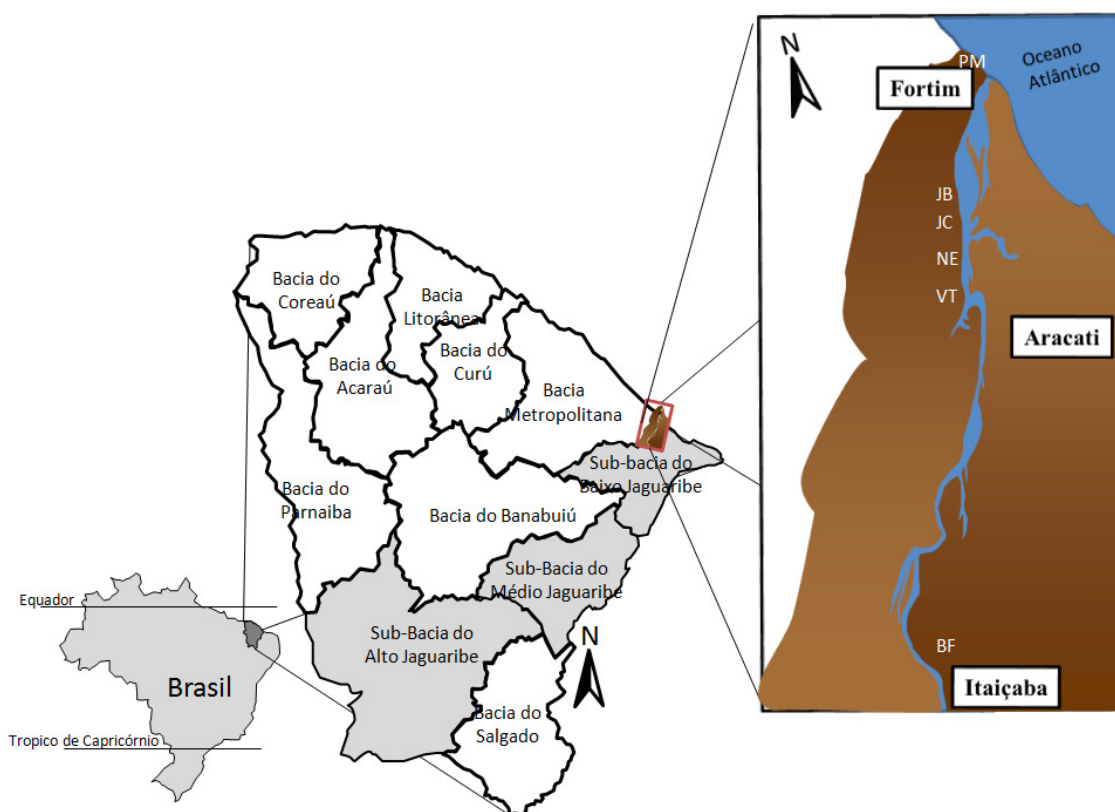 N
PM
Oceano
Atlântico
Fortim
JB
JC
NE
VT
Aracati
BF
Itaiçaba
Bacia do
Coreaú
Bacia
Litorânea
Bacia do
Acaraú
Bacia do
Curú
Bacia
Metropolitana
Sub-bacia do
Baixo Jaguaribe
Bacia do
Parnaiba
Bacia do Banabuiú
Sub-Bacia do
Médio Jaguaribe
Sub-Bacia do
Alto Jaguaribe
N
Bacia do
Salgado
Equador
Brasil
Tropico de Capricórnio